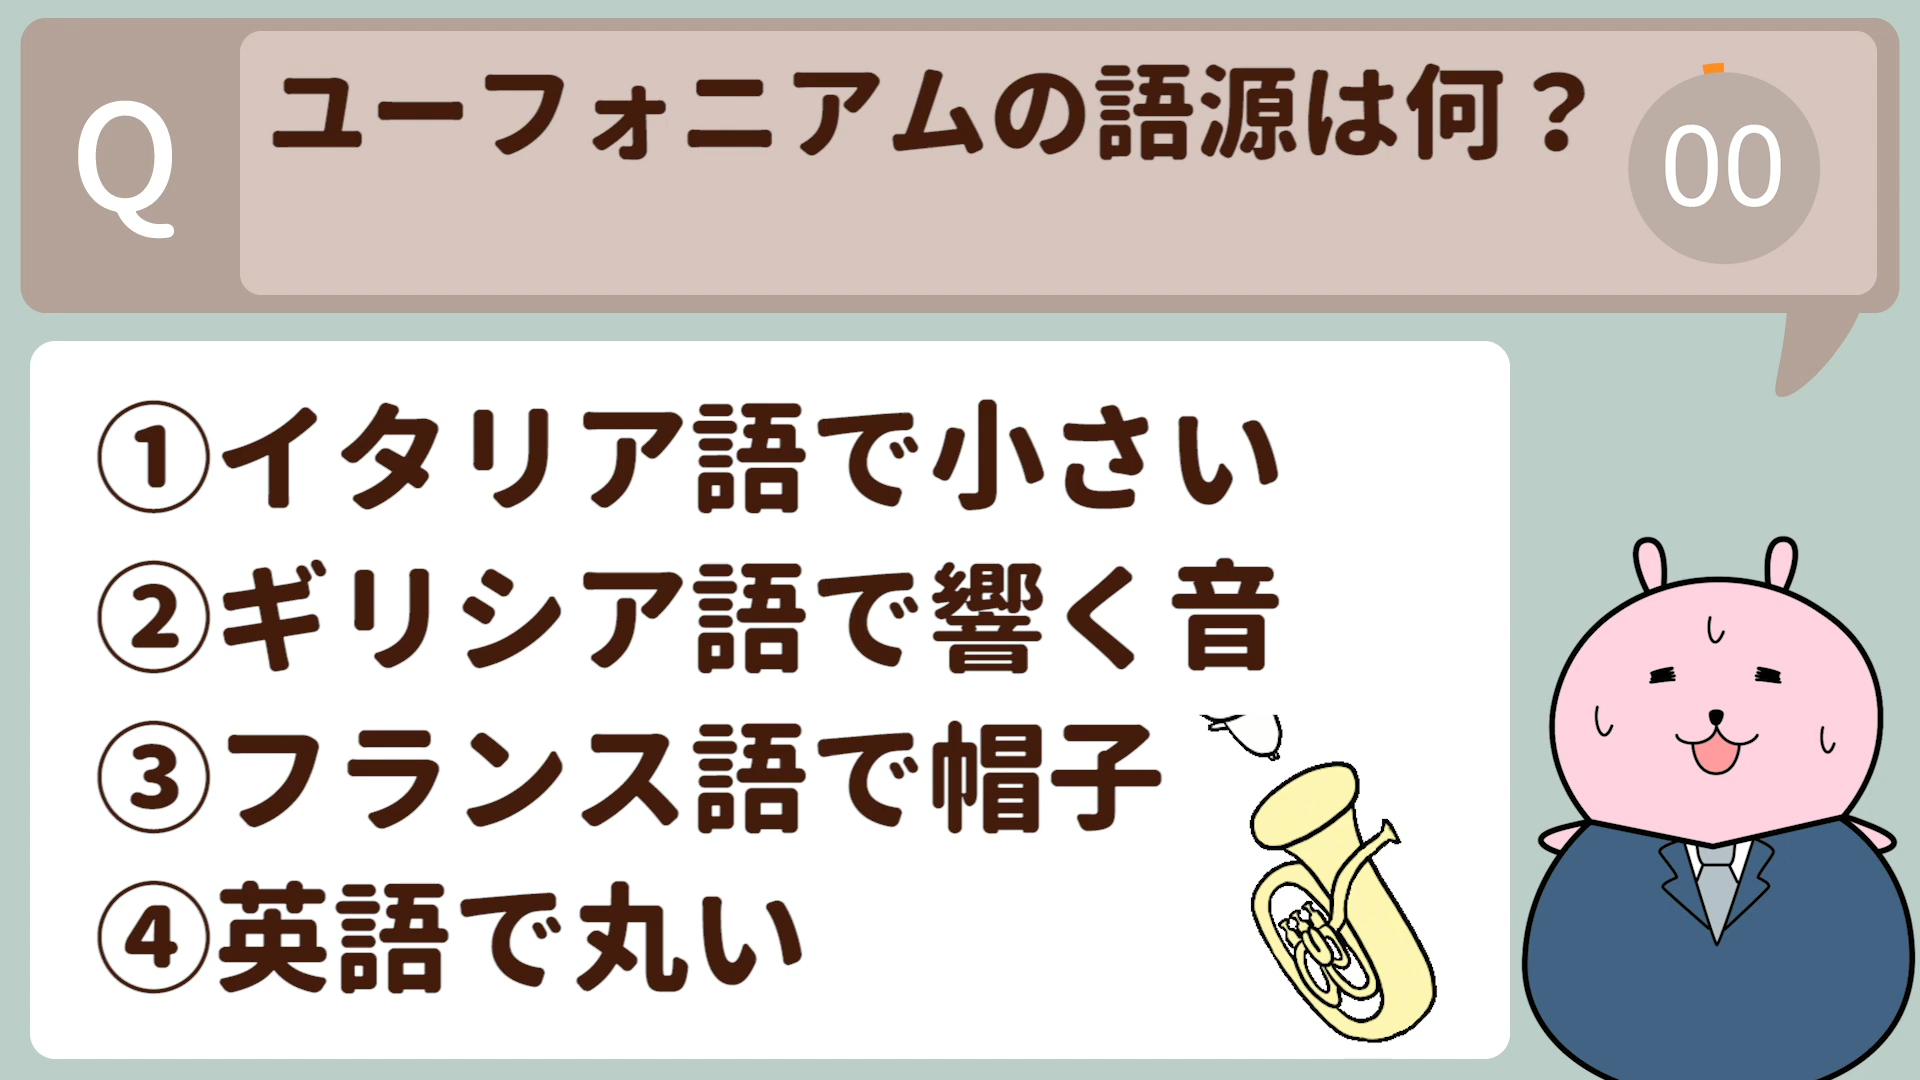 Q
ユーフォニアムの語源は何？
00
①イタリア語で小さい
②ギリシア語で響く音
③フランス語で帽子
④英語で丸い